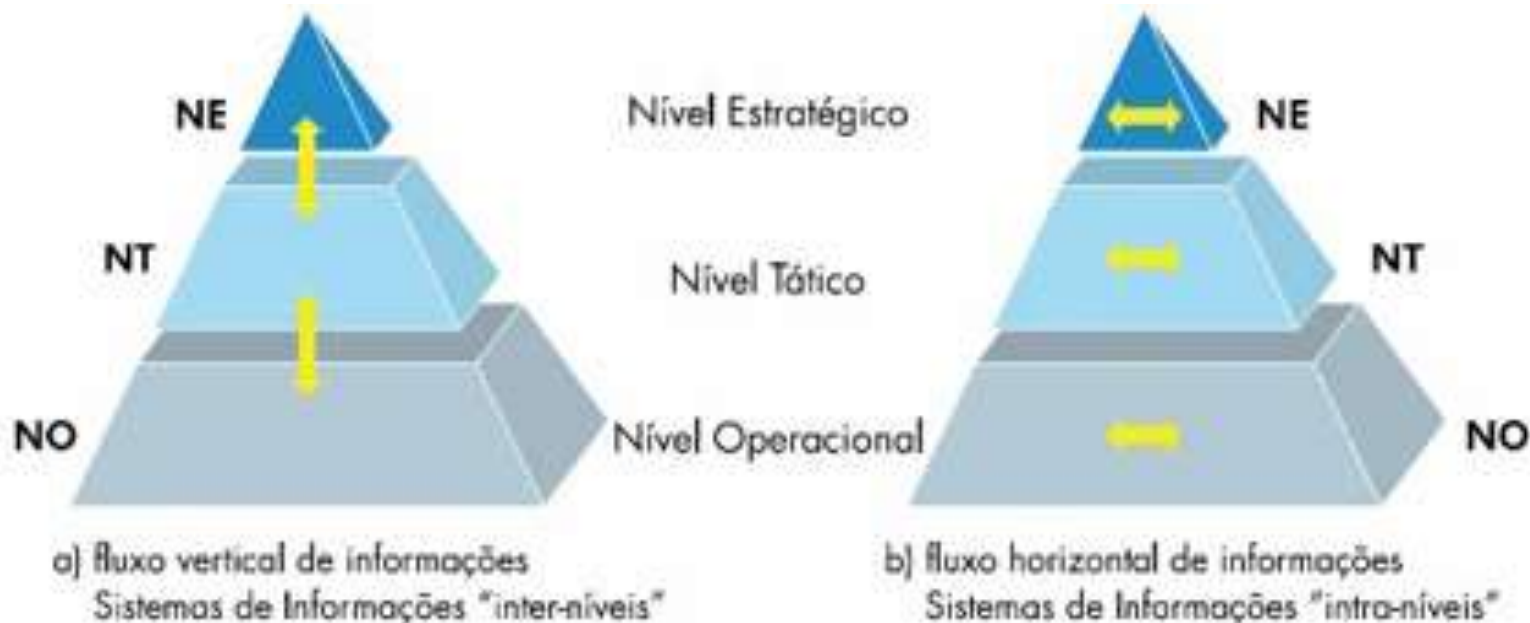 NE
Nível Estratégico
NE
NT
Nível Tático
NT
NO
Nível Operacional
NO
a) fluxo vertical de informações
Sistemas de Informações "inter-níveis"
b) fluxo horizontal de informações
Sistemas de Informações "intra-níveis"